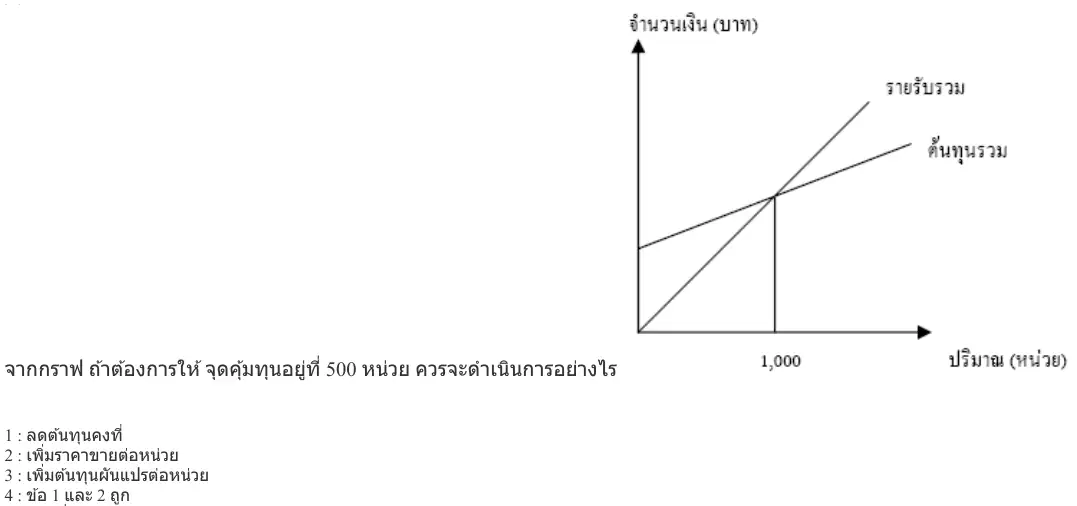 จำนวนเงิน (บาท)
รายรับรวม
ต้นทุนรวม
1,000
ปริมาณ (หน่วย)
จากกราฟ ถ้าต้องการให้ จุดคุ้มทุนอยู่ที่ 500 หน่วย ควรจะดำเนินการอย่างไร
1 : ลดต้นทุนคงที่
2 : เพิ่มราคาขายต่อหน่วย
3 : เพิ่มต้นทุนผันแปรต่อหน่วย
4 : ข้อ 1 และ 2 ถูก